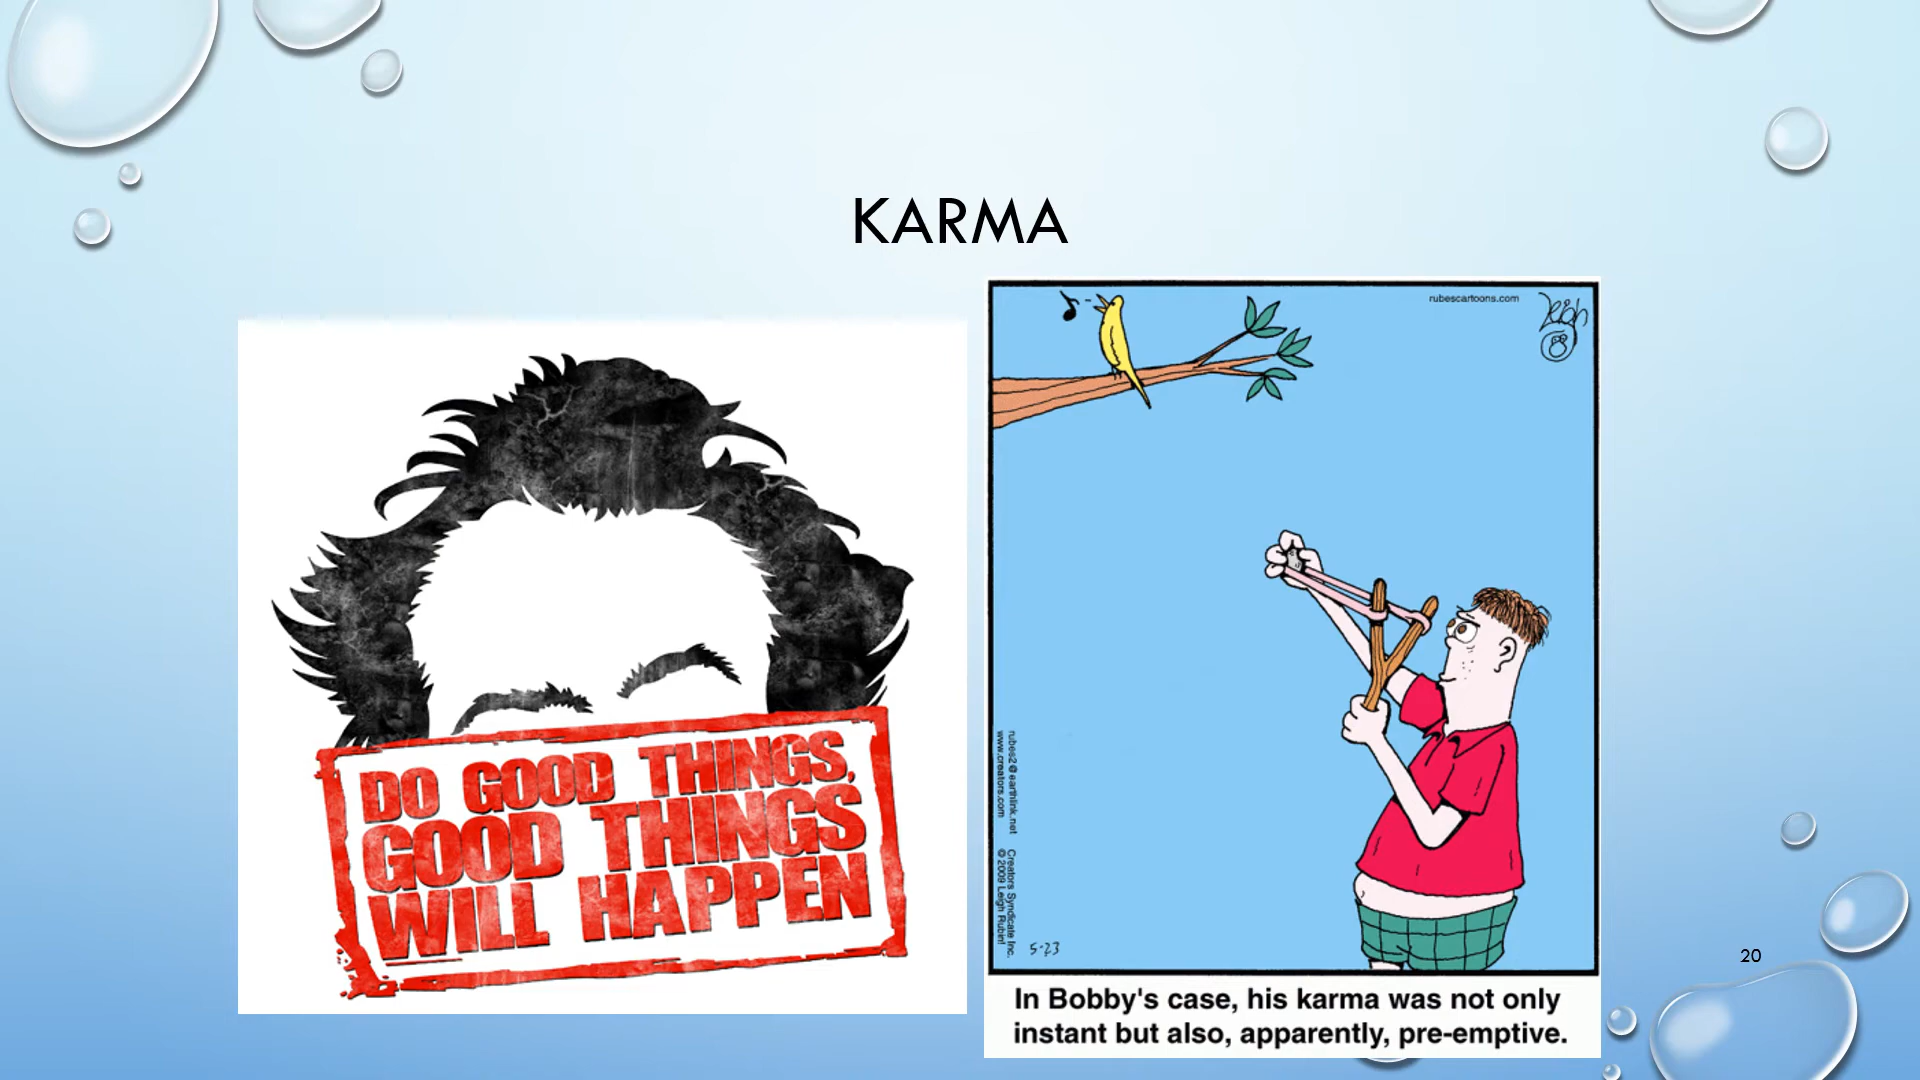 KARMA
DO GOOD THINGS,
GOOD THINGS
WILL HAPPEN
rubescartoons.com
Leigh
rubes2@earthlink.net Creators Syndicate Inc.
www.creators.com © 2009 Leigh Rubin!
5·23
In Bobby's case, his karma was not only
instant but also, apparently, pre-emptive.
20